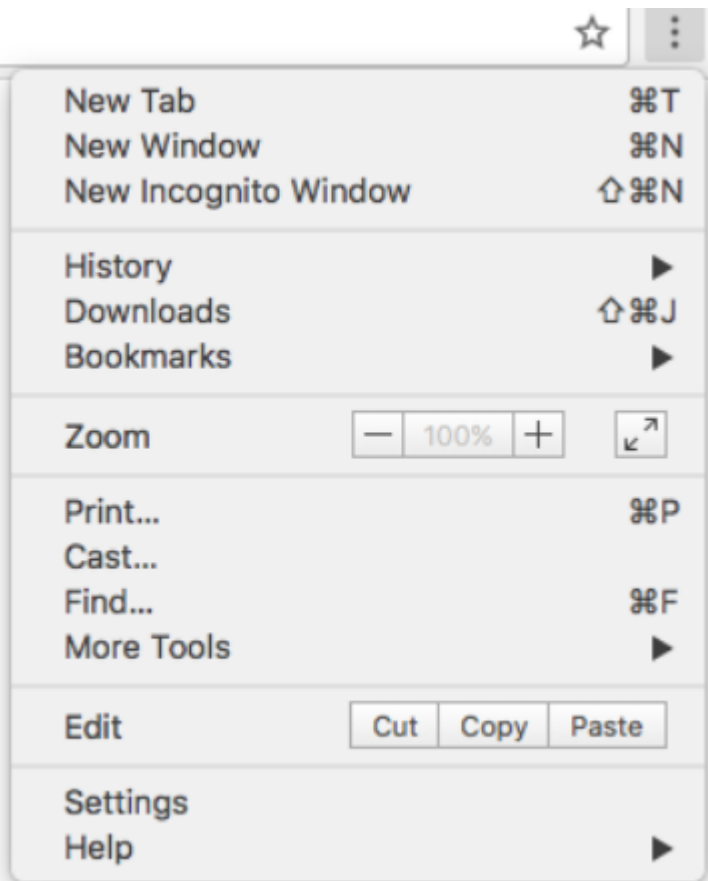 New Tab ⌘T
New Window ⌘N
New Incognito Window ⇧⌘N
History ▶
Downloads ⇧⌘J
Bookmarks ▶
Zoom — 100% +
Print... ⌘P
Cast...
Find... ⌘F
More Tools ▶
Edit Cut Copy Paste
Settings
Help ▶